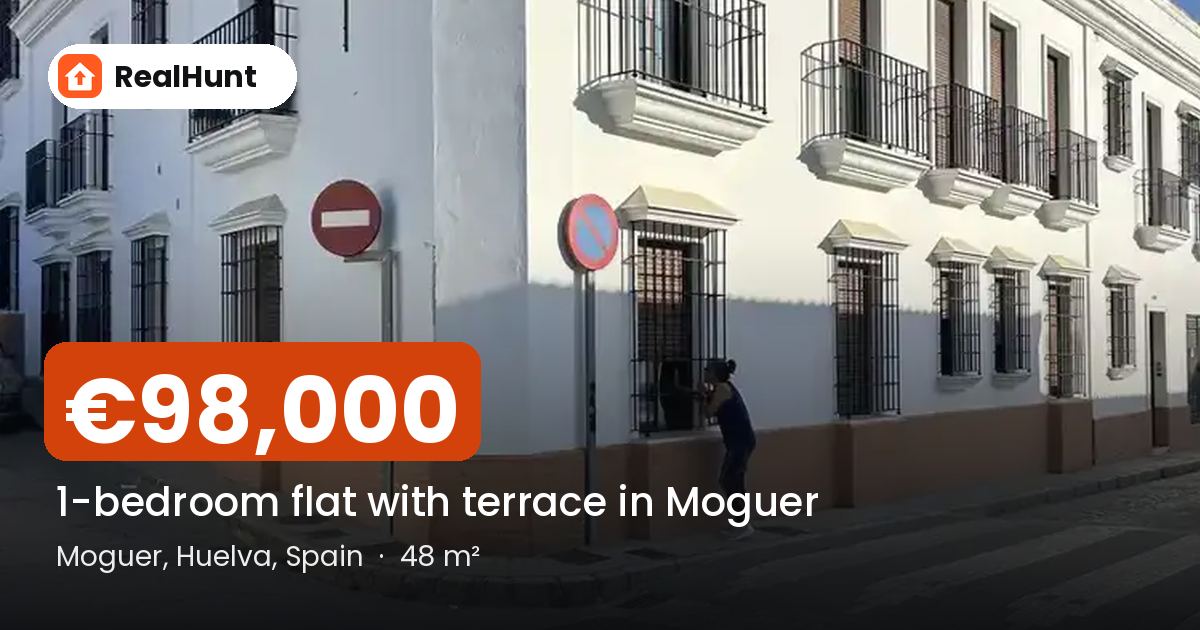 RealHunt
€98,000
1-bedroom flat with terrace in Moguer
Moguer, Huelva, Spain · 48 m²